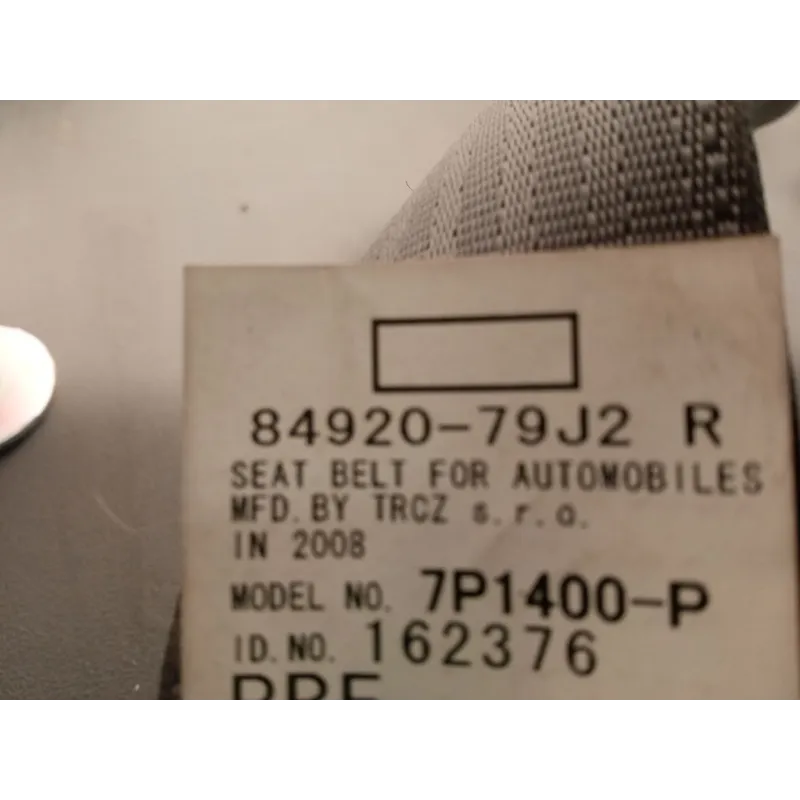 84920-79J2 R
SEAT BELT FOR AUTOMOBILES
MFD.BY TRCZ s.r.o.
IN 2008
MODEL NO. 7P1400-P
ID.NO. 162376